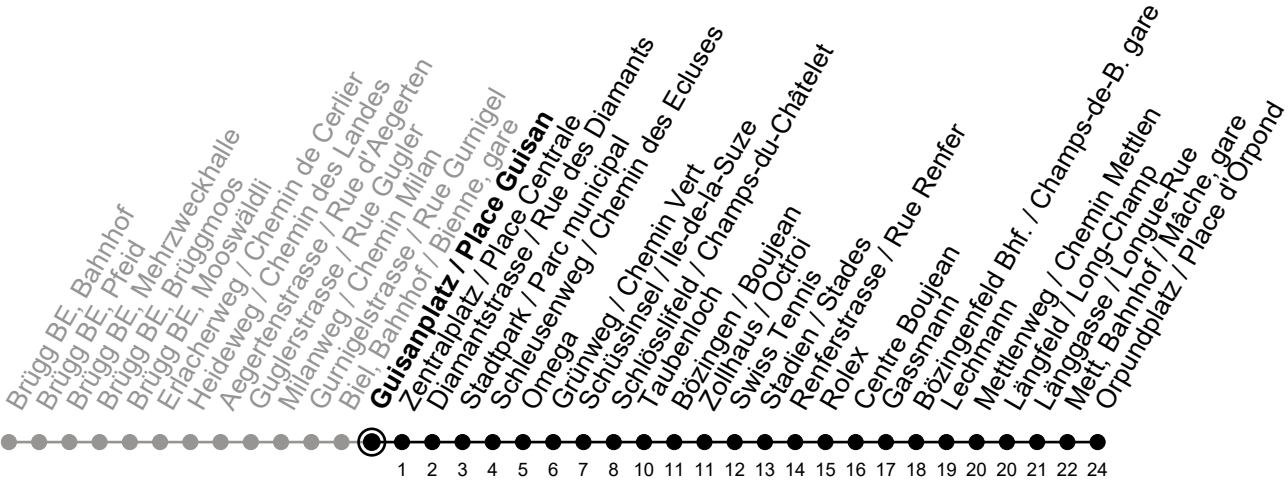 Brügg BE, Bahnhof
Brügg BE, Pfeid
Brügg BE, Mehrzweckhalle
Brügg BE, Brüggmoos
Brügg BE, Mooswäldli
Erlacherweg / Chemin de Cerlier
Heideweg / Chemin des Landes
Aegertenstrasse / Rue d'Aegerten
Guglerstrasse / Rue Gugler
Milanweg / Chemin Milan
Gurnigelstrasse / Rue Gurnigel
Biel, Bahnhof / Bienne, gare
Guisanplatz / Place Guisan
Zentralplatz / Place Centrale
Diamantstrasse / Rue des Diamants
Stadtpark / Parc municipal
Schleusenweg / Chemin des Ecluses
Omega
Grünweg / Chemin Vert
Schüssinsel / Ile-de-la-Suze
Schlösslifeld / Champs-du-Châtelet
Taubenloch
Bözingen / Boujean
Zollhaus / Octroi
Swiss Tennis
Stadien / Stades
Renferstrasse / Rue Renfer
Rolex
Centre Boujean
Gassmann
Bözingenfeld Bhf. / Champs-de-B. gare
Lechmann
Mettlenweg / Chemin Mettlen
Längfeld / Long-Champ
Länggasse / Longue-Rue
Mett, Bahnhof / Mâche, gare
Orpundplatz / Place d'Orpond
1 2 3 4 5 6 7 8 10 11 11 12 13 14 15 16 17 18 19 20 20 21 22 24